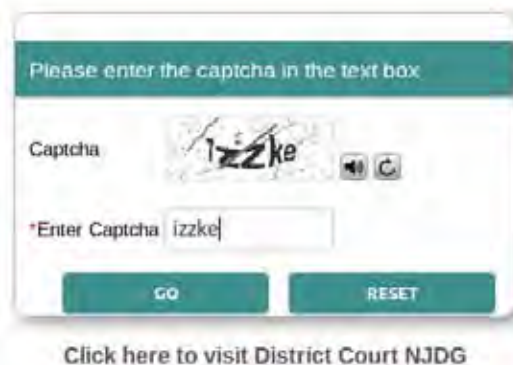 Please enter the captcha in the text box
Captcha
izzke
*Enter Captcha izzke
GO RESET
Click here to visit District Court NJDG